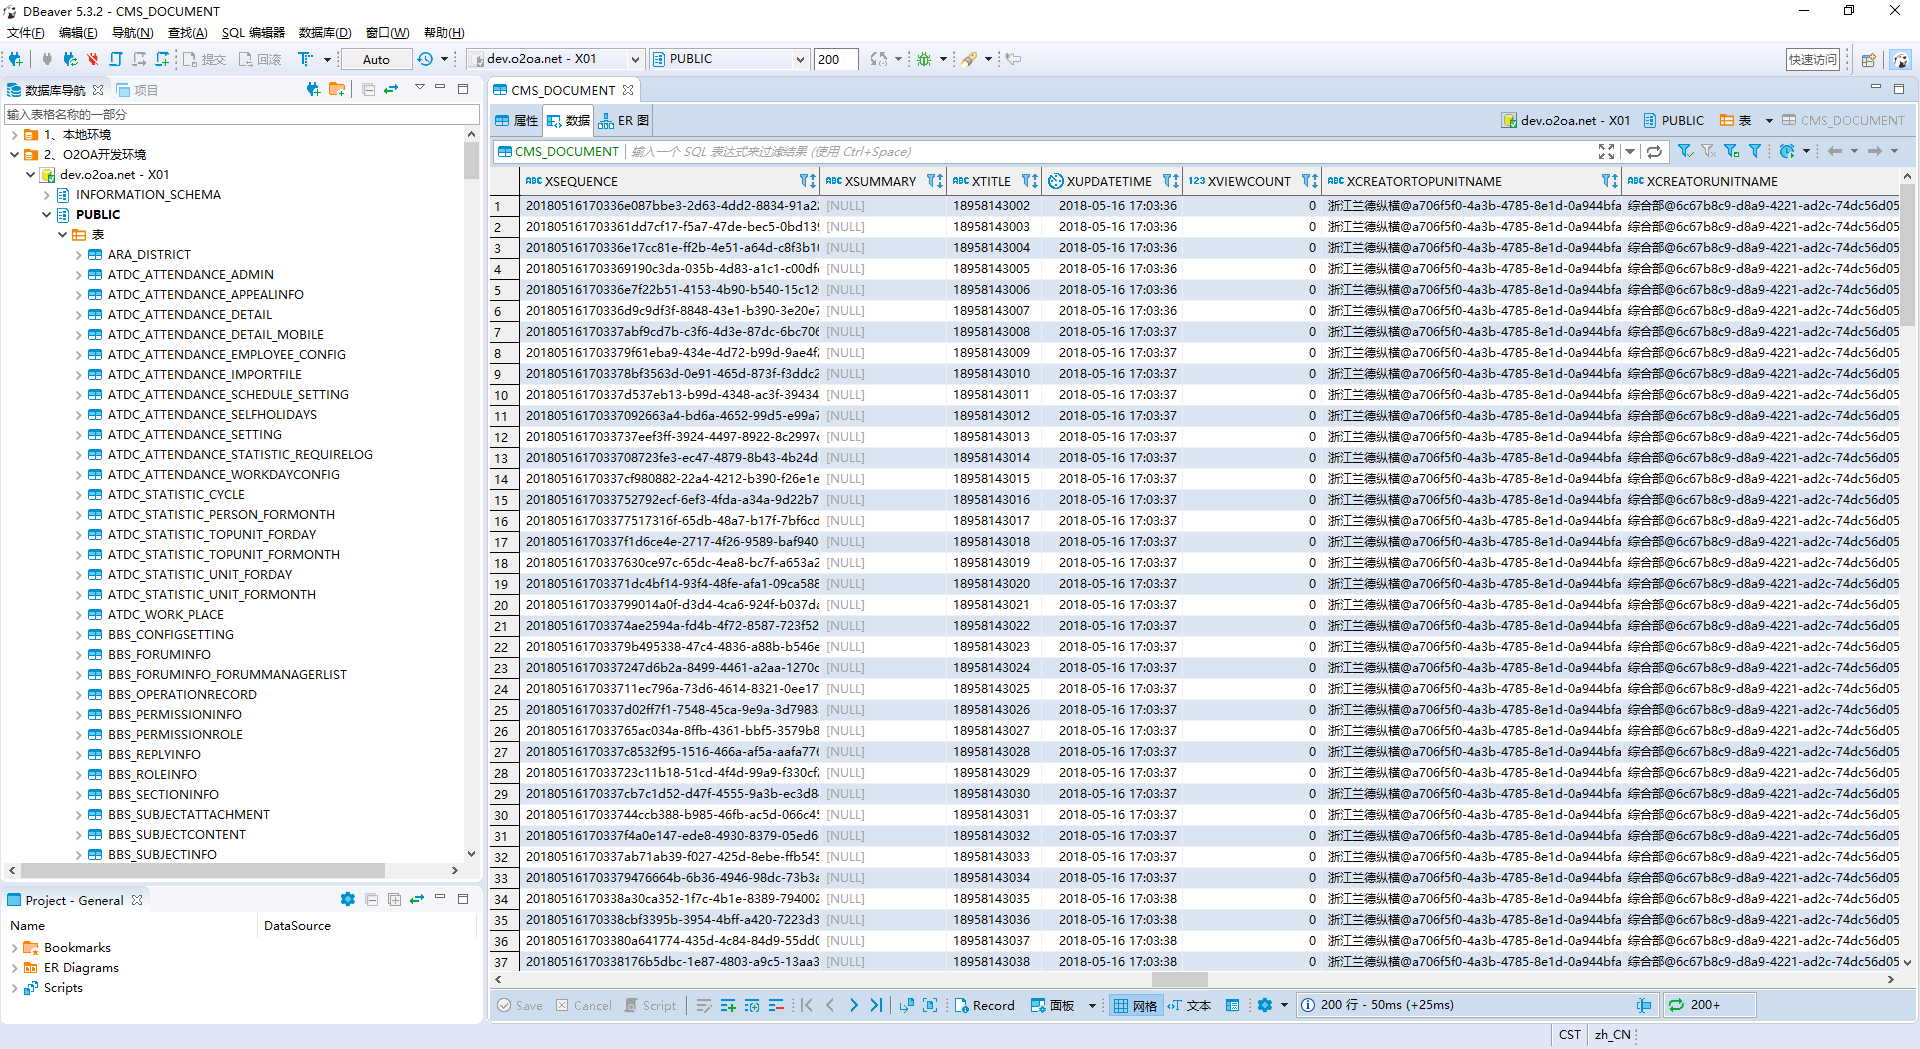 DBeaver 5.3.2 - CMS_DOCUMENT
文件(F) 编辑(E) 导航(N) 查找(A) SQL 编辑器 数据库(D) 窗口(W) 帮助(H)
提交 回滚 Auto dev.o2oa.net - X01 PUBLIC 200 快速访问
数据库导航 项目
输入表格名称的一部分
1、本地环境
2、O2OA开发环境
dev.o2oa.net - X01
INFORMATION_SCHEMA
PUBLIC
表
ARA_DISTRICT
ATDC_ATTENDANCE_ADMIN
ATDC_ATTENDANCE_APPEALINFO
ATDC_ATTENDANCE_DETAIL
ATDC_ATTENDANCE_DETAIL_MOBILE
ATDC_ATTENDANCE_EMPLOYEE_CONFIG
ATDC_ATTENDANCE_IMPORTFILE
ATDC_ATTENDANCE_SCHEDULE_SETTING
ATDC_ATTENDANCE_SELFHOLIDAYS
ATDC_ATTENDANCE_SETTING
ATDC_ATTENDANCE_STATISTIC_REQUIRELOG
ATDC_ATTENDANCE_WORKDAYCONFIG
ATDC_STATISTIC_CYCLE
ATDC_STATISTIC_PERSON_FORMONTH
ATDC_STATISTIC_TOPUNIT_FORDAY
ATDC_STATISTIC_TOPUNIT_FORMONTH
ATDC_STATISTIC_UNIT_FORDAY
ATDC_STATISTIC_UNIT_FORMONTH
ATDC_WORK_PLACE
BBS_CONFIGSETTING
BBS_FORUMINFO
BBS_FORUMINFO_FORUMMANAGERLIST
BBS_OPERATIONRECORD
BBS_PERMISSIONINFO
BBS_PERMISSIONROLE
BBS_REPLYINFO
BBS_ROLEINFO
BBS_SECTIONINFO
BBS_SUBJECTATTACHMENT
BBS_SUBJECTCONTENT
BBS_SUBJECTINFO
Project - General
Name DataSource
Bookmarks
ER Diagrams
Scripts
CMS_DOCUMENT
属性 数据 ER 图 dev.o2oa.net - X01 PUBLIC 表 CMS_DOCUMENT
CMS_DOCUMENT 输入一个 SQL 表达式来过滤结果 (使用 Ctrl+Space)
ABC XSEQUENCE ABC XSUMMARY ABC XTITLE XUPDATETIME 123 XVIEWCOUNT ABC XCREATORTOPUNITNAME ABC XCREATORUNITNAME
1 20180516170336e087bbe3-2d63-4dd2-8834-91a22 [NULL] 18958143002 2018-05-16 17:03:36 0 浙江兰德纵横@a706f5f0-4a3b-4785-8e1d-0a944bfa 综合部@6c67b8c9-d8a9-4221-ad2c-74dc56d05
2 201805161703361dd7cf17-f5a7-47de-bec5-0bd139 [NULL] 18958143003 2018-05-16 17:03:36 0 浙江兰德纵横@a706f5f0-4a3b-4785-8e1d-0a944bfa 综合部@6c67b8c9-d8a9-4221-ad2c-74dc56d05
3 20180516170336e17cc81e-ff2b-4e51-a64d-c8f3b1 [NULL] 18958143004 2018-05-16 17:03:36 0 浙江兰德纵横@a706f5f0-4a3b-4785-8e1d-0a944bfa 综合部@6c67b8c9-d8a9-4221-ad2c-74dc56d05
4 201805161703369190c3da-035b-4d83-a1c1-c00df [NULL] 18958143005 2018-05-16 17:03:36 0 浙江兰德纵横@a706f5f0-4a3b-4785-8e1d-0a944bfa 综合部@6c67b8c9-d8a9-4221-ad2c-74dc56d05
5 20180516170336e7f22b51-4153-4b90-b540-15c12 [NULL] 18958143006 2018-05-16 17:03:36 0 浙江兰德纵横@a706f5f0-4a3b-4785-8e1d-0a944bfa 综合部@6c67b8c9-d8a9-4221-ad2c-74dc56d05
6 20180516170336d9c9df3f-8848-43e1-b390-3e20e7 [NULL] 18958143007 2018-05-16 17:03:36 0 浙江兰德纵横@a706f5f0-4a3b-4785-8e1d-0a944bfa 综合部@6c67b8c9-d8a9-4221-ad2c-74dc56d05
7 20180516170337abf9cd7b-c3f6-4d3e-87dc-6bc706 [NULL] 18958143008 2018-05-16 17:03:37 0 浙江兰德纵横@a706f5f0-4a3b-4785-8e1d-0a944bfa 综合部@6c67b8c9-d8a9-4221-ad2c-74dc56d05
8 201805161703379f61eba9-434e-4d72-b99d-9ae4f [NULL] 18958143009 2018-05-16 17:03:37 0 浙江兰德纵横@a706f5f0-4a3b-4785-8e1d-0a944bfa 综合部@6c67b8c9-d8a9-4221-ad2c-74dc56d05
9 201805161703378bf3563d-0e91-465d-873f-f3ddc2 [NULL] 18958143010 2018-05-16 17:03:37 0 浙江兰德纵横@a706f5f0-4a3b-4785-8e1d-0a944bfa 综合部@6c67b8c9-d8a9-4221-ad2c-74dc56d05
10 20180516170337d537eb13-b99d-4348-ac3f-39434 [NULL] 18958143011 2018-05-16 17:03:37 0 浙江兰德纵横@a706f5f0-4a3b-4785-8e1d-0a944bfa 综合部@6c67b8c9-d8a9-4221-ad2c-74dc56d05
11 20180516170337092663a4-bd6a-4652-99d5-e99a7 [NULL] 18958143012 2018-05-16 17:03:37 0 浙江兰德纵横@a706f5f0-4a3b-4785-8e1d-0a944bfa 综合部@6c67b8c9-d8a9-4221-ad2c-74dc56d05
12 2018051617033737eef3ff-3924-4497-8922-8c2997 [NULL] 18958143013 2018-05-16 17:03:37 0 浙江兰德纵横@a706f5f0-4a3b-4785-8e1d-0a944bfa 综合部@6c67b8c9-d8a9-4221-ad2c-74dc56d05
13 2018051617033708723fe3-ec47-4879-8b43-4b24d [NULL] 18958143014 2018-05-16 17:03:37 0 浙江兰德纵横@a706f5f0-4a3b-4785-8e1d-0a944bfa 综合部@6c67b8c9-d8a9-4221-ad2c-74dc56d05
14 20180516170337cf980882-22a4-4212-b390-f26e1e [NULL] 18958143015 2018-05-16 17:03:37 0 浙江兰德纵横@a706f5f0-4a3b-4785-8e1d-0a944bfa 综合部@6c67b8c9-d8a9-4221-ad2c-74dc56d05
15 20180516170337752792ecf-6ef3-4fda-a34a-9d22b7 [NULL] 18958143016 2018-05-16 17:03:37 0 浙江兰德纵横@a706f5f0-4a3b-4785-8e1d-0a944bfa 综合部@6c67b8c9-d8a9-4221-ad2c-74dc56d05
16 2018051617033777517316f-65db-48a7-b17f-7bf6cd [NULL] 18958143017 2018-05-16 17:03:37 0 浙江兰德纵横@a706f5f0-4a3b-4785-8e1d-0a944bfa 综合部@6c67b8c9-d8a9-4221-ad2c-74dc56d05
17 20180516170337f1d6ce4e-2717-4f26-9589-baf940 [NULL] 18958143018 2018-05-16 17:03:37 0 浙江兰德纵横@a706f5f0-4a3b-4785-8e1d-0a944bfa 综合部@6c67b8c9-d8a9-4221-ad2c-74dc56d05
18 20180516170337630ce97c-65dc-4ea8-bc7f-a653a2 [NULL] 18958143019 2018-05-16 17:03:37 0 浙江兰德纵横@a706f5f0-4a3b-4785-8e1d-0a944bfa 综合部@6c67b8c9-d8a9-4221-ad2c-74dc56d05
19 201805161703371dc4bf14-93f4-48fe-afa1-09ca588 [NULL] 18958143020 2018-05-16 17:03:37 0 浙江兰德纵横@a706f5f0-4a3b-4785-8e1d-0a944bfa 综合部@6c67b8c9-d8a9-4221-ad2c-74dc56d05
20 2018051617033799014a0f-d3d4-4ca6-924f-b037d [NULL] 18958143021 2018-05-16 17:03:37 0 浙江兰德纵横@a706f5f0-4a3b-4785-8e1d-0a944bfa 综合部@6c67b8c9-d8a9-4221-ad2c-74dc56d05
21 201805161703374ae2594a-fd4b-4f72-8587-723f52 [NULL] 18958143022 2018-05-16 17:03:37 0 浙江兰德纵横@a706f5f0-4a3b-4785-8e1d-0a944bfa 综合部@6c67b8c9-d8a9-4221-ad2c-74dc56d05
22 201805161703379b495338-47c4-4836-a88b-b546e [NULL] 18958143023 2018-05-16 17:03:37 0 浙江兰德纵横@a706f5f0-4a3b-4785-8e1d-0a944bfa 综合部@6c67b8c9-d8a9-4221-ad2c-74dc56d05
23 201805161703377247d6b2a-8499-4461-a2aa-1270c [NULL] 18958143024 2018-05-16 17:03:37 0 浙江兰德纵横@a706f5f0-4a3b-4785-8e1d-0a944bfa 综合部@6c67b8c9-d8a9-4221-ad2c-74dc56d05
24 2018051617033711ec796a-73d6-4614-8321-0ee17 [NULL] 18958143025 2018-05-16 17:03:37 0 浙江兰德纵横@a706f5f0-4a3b-4785-8e1d-0a944bfa 综合部@6c67b8c9-d8a9-4221-ad2c-74dc56d05
25 20180516170337d02ff7f1-7548-45ca-9e9a-3d7983 [NULL] 18958143026 2018-05-16 17:03:37 0 浙江兰德纵横@a706f5f0-4a3b-4785-8e1d-0a944bfa 综合部@6c67b8c9-d8a9-4221-ad2c-74dc56d05
26 2018051617033765ac034a-8ffb-4361-bbf5-3579b8 [NULL] 18958143027 2018-05-16 17:03:37 0 浙江兰德纵横@a706f5f0-4a3b-4785-8e1d-0a944bfa 综合部@6c67b8c9-d8a9-4221-ad2c-74dc56d05
27 20180516170337c8532f95-1516-466a-af5a-aafa776 [NULL] 18958143028 2018-05-16 17:03:37 0 浙江兰德纵横@a706f5f0-4a3b-4785-8e1d-0a944bfa 综合部@6c67b8c9-d8a9-4221-ad2c-74dc56d05
28 2018051617033723c11b18-51cd-4f4d-99a9-f330cf [NULL] 18958143029 2018-05-16 17:03:37 0 浙江兰德纵横@a706f5f0-4a3b-4785-8e1d-0a944bfa 综合部@6c67b8c9-d8a9-4221-ad2c-74dc56d05
29 20180516170337cb7c1d52-d47f-4555-9a3b-ec3d8 [NULL] 18958143030 2018-05-16 17:03:37 0 浙江兰德纵横@a706f5f0-4a3b-4785-8e1d-0a944bfa 综合部@6c67b8c9-d8a9-4221-ad2c-74dc56d05
30 2018051617033744ccb388-b985-46fb-ac5d-066c45 [NULL] 18958143031 2018-05-16 17:03:37 0 浙江兰德纵横@a706f5f0-4a3b-4785-8e1d-0a944bfa 综合部@6c67b8c9-d8a9-4221-ad2c-74dc56d05
31 20180516170337f4a0e147-ede8-4930-8379-05ed6 [NULL] 18958143032 2018-05-16 17:03:37 0 浙江兰德纵横@a706f5f0-4a3b-4785-8e1d-0a944bfa 综合部@6c67b8c9-d8a9-4221-ad2c-74dc56d05
32 20180516170337ab71ab39-f027-425d-8ebe-ffb545 [NULL] 18958143033 2018-05-16 17:03:37 0 浙江兰德纵横@a706f5f0-4a3b-4785-8e1d-0a944bfa 综合部@6c67b8c9-d8a9-4221-ad2c-74dc56d05
33 201805161703379476664b-6b36-4946-98dc-73b3a [NULL] 18958143034 2018-05-16 17:03:37 0 浙江兰德纵横@a706f5f0-4a3b-4785-8e1d-0a944bfa 综合部@6c67b8c9-d8a9-4221-ad2c-74dc56d05
34 20180516170338a30ca352-1f7c-4b1e-8389-794002 [NULL] 18958143035 2018-05-16 17:03:38 0 浙江兰德纵横@a706f5f0-4a3b-4785-8e1d-0a944bfa 综合部@6c67b8c9-d8a9-4221-ad2c-74dc56d05
35 20180516170338cbf3395b-3954-4bff-a420-7223d3 [NULL] 18958143036 2018-05-16 17:03:38 0 浙江兰德纵横@a706f5f0-4a3b-4785-8e1d-0a944bfa 综合部@6c67b8c9-d8a9-4221-ad2c-74dc56d05
36 201805161703380a641774-435d-4c84-84d9-55dd0 [NULL] 18958143037 2018-05-16 17:03:38 0 浙江兰德纵横@a706f5f0-4a3b-4785-8e1d-0a944bfa 综合部@6c67b8c9-d8a9-4221-ad2c-74dc56d05
37 20180516170338176b5dbc-1e87-4803-a9c5-13aa3 [NULL] 18958143038 2018-05-16 17:03:38 0 浙江兰德纵横@a706f5f0-4a3b-4785-8e1d-0a944bfa 综合部@6c67b8c9-d8a9-4221-ad2c-74dc56d05
Save Cancel Script Record 面板 网格 文本 200 行 - 50ms (+25ms) 200+
CST zh_CN